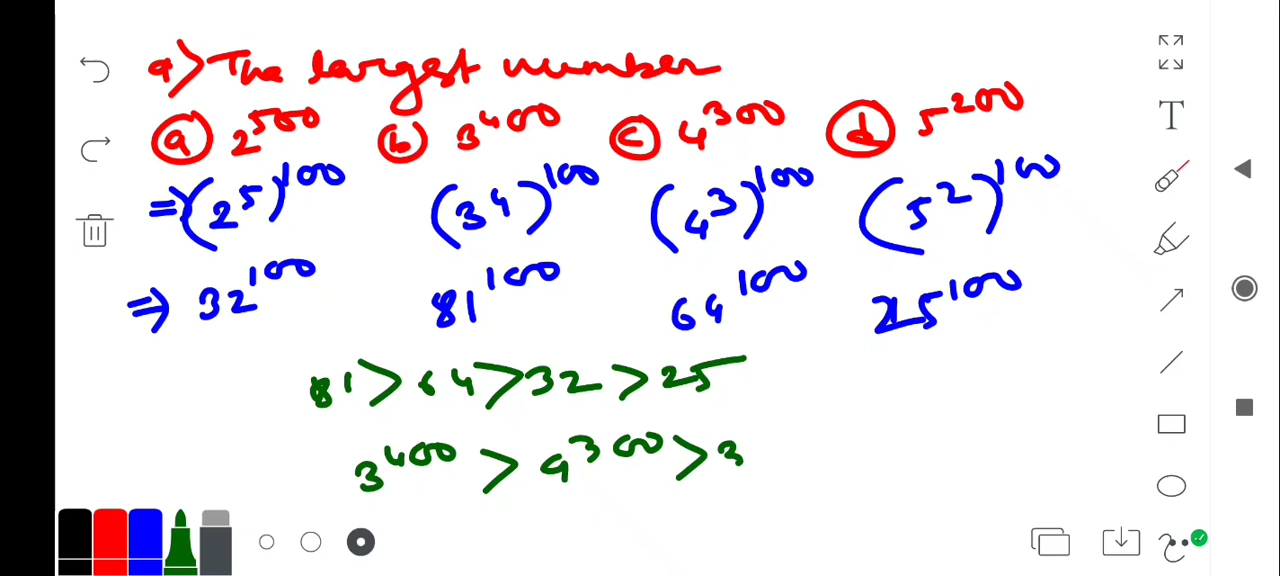 a) The largest number
(a) 2^500 (b) 3^400 (c) 4^300 (d) 5^200
⇒ (2^5)^100 (3^4)^100 (4^3)^100 (5^2)^100
⇒ 32^100 81^100 64^100 25^100
81 > 64 > 32 > 25
3^400 > 4^300 > 3
T